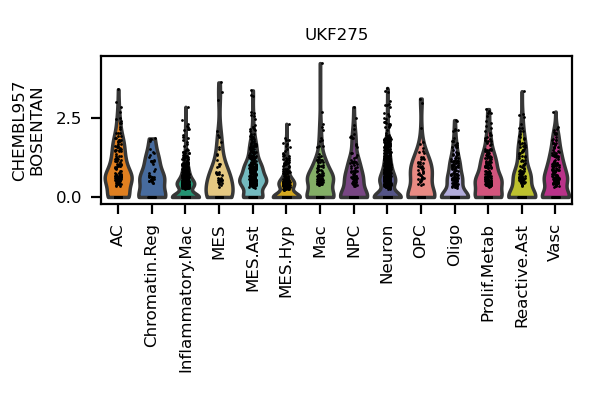 UKF275
CHEMBL957
BOSENTAN
2.5
0.0
AC
Chromatin.Reg
Inflammatory.Mac
MES
MES.Ast
MES.Hyp
Mac
NPC
Neuron
OPC
Oligo
Prolif.Metab
Reactive.Ast
Vasc